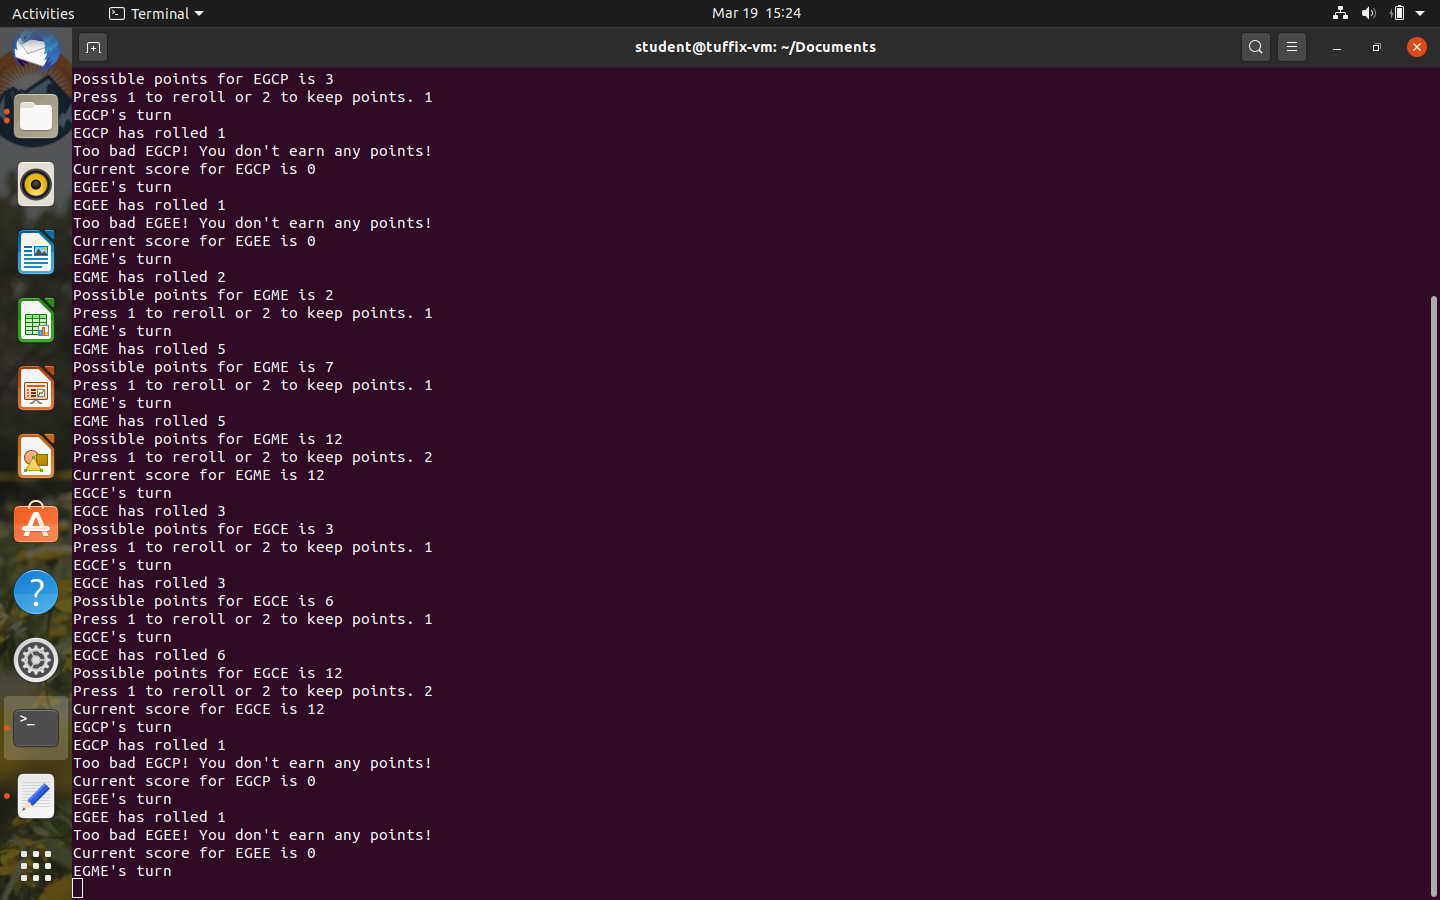 Activities
Terminal
Mar 19 15:24
student@tuffix-vm: ~/Documents
Possible points for EGCP is 3
Press 1 to reroll or 2 to keep points. 1
EGCP's turn
EGCP has rolled 1
Too bad EGCP! You don't earn any points!
Current score for EGCP is 0
EGEE's turn
EGEE has rolled 1
Too bad EGEE! You don't earn any points!
Current score for EGEE is 0
EGME's turn
EGME has rolled 2
Possible points for EGME is 2
Press 1 to reroll or 2 to keep points. 1
EGME's turn
EGME has rolled 5
Possible points for EGME is 7
Press 1 to reroll or 2 to keep points. 1
EGME's turn
EGME has rolled 5
Possible points for EGME is 12
Press 1 to reroll or 2 to keep points. 2
Current score for EGME is 12
EGCE's turn
EGCE has rolled 3
Possible points for EGCE is 3
Press 1 to reroll or 2 to keep points. 1
EGCE's turn
EGCE has rolled 3
Possible points for EGCE is 6
Press 1 to reroll or 2 to keep points. 1
EGCE's turn
EGCE has rolled 6
Possible points for EGCE is 12
Press 1 to reroll or 2 to keep points. 2
Current score for EGCE is 12
EGCP's turn
EGCP has rolled 1
Too bad EGCP! You don't earn any points!
Current score for EGCP is 0
EGEE's turn
EGEE has rolled 1
Too bad EGEE! You don't earn any points!
Current score for EGEE is 0
EGME's turn